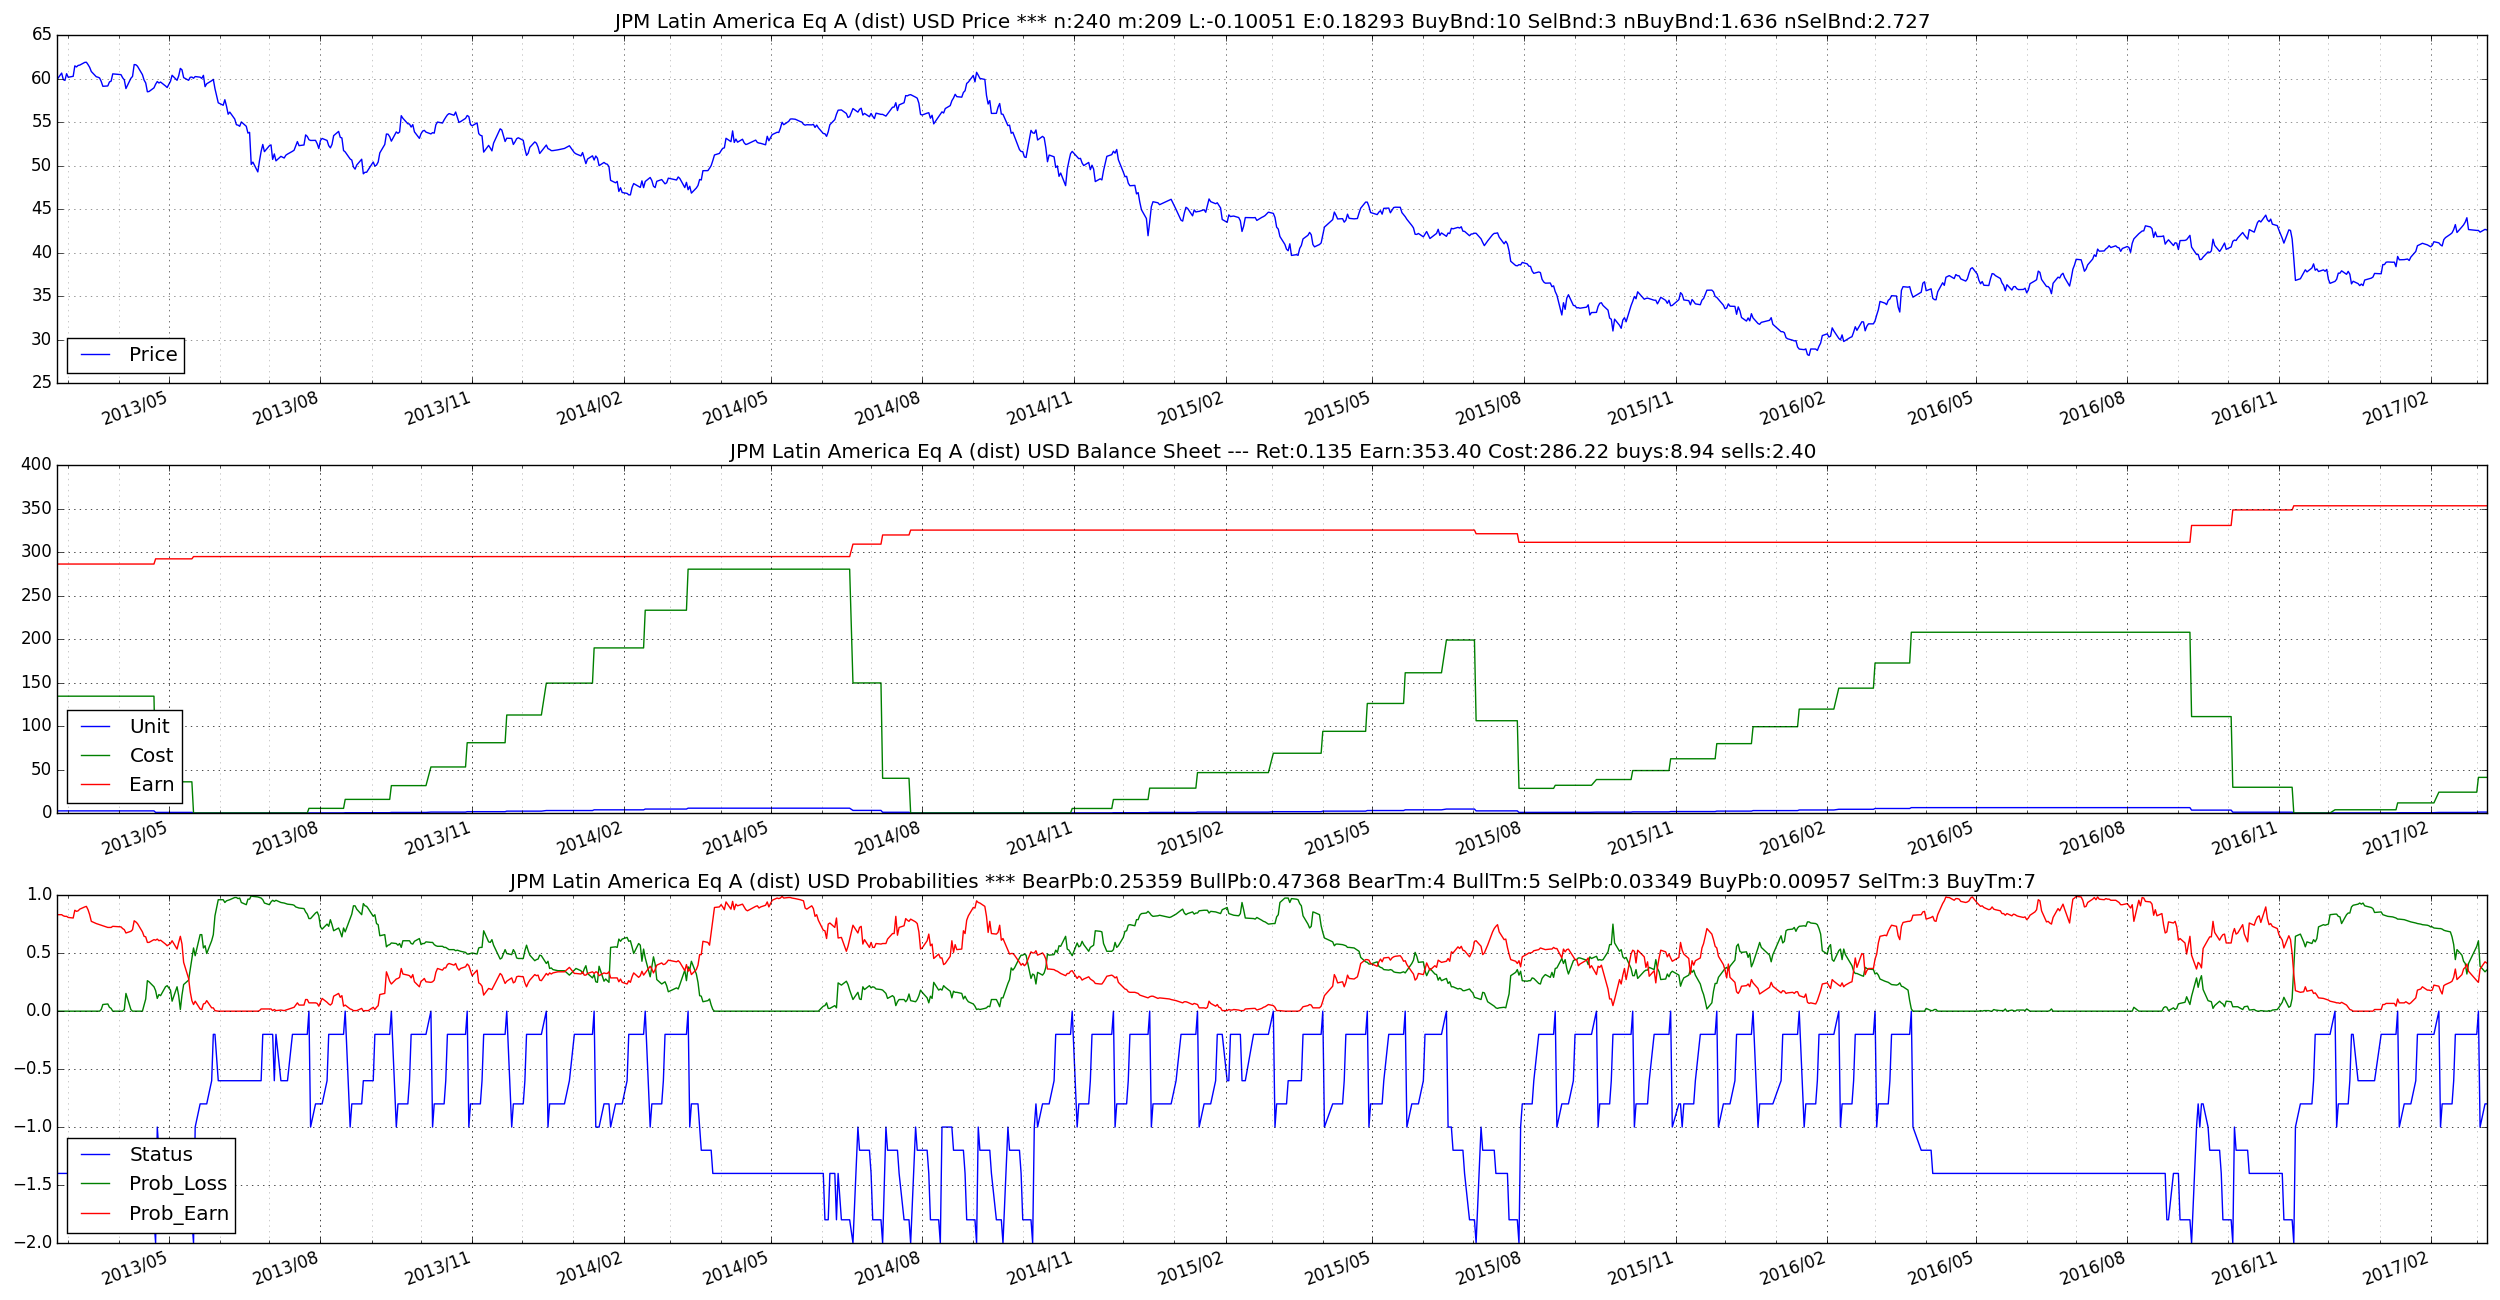 JPM Latin America Eq A (dist) USD Price *** n:240 m:209 L:-0.10051 E:0.18293 BuyBnd:10 SelBnd:3 nBuyBnd:1.636 nSelBnd:2.727
65
60
55
50
45
40
35
30
25
Price
2013/05 2013/08 2013/11 2014/02 2014/05 2014/08 2014/11 2015/02 2015/05 2015/08 2015/11 2016/02 2016/05 2016/08 2016/11 2017/02
JPM Latin America Eq A (dist) USD Balance Sheet --- Ret:0.135 Earn:353.40 Cost:286.22 buys:8.94 sells:2.40
400
350
300
250
200
150
100
50
0
Unit
Cost
Earn
2013/05 2013/08 2013/11 2014/02 2014/05 2014/08 2014/11 2015/02 2015/05 2015/08 2015/11 2016/02 2016/05 2016/08 2016/11 2017/02
JPM Latin America Eq A (dist) USD Probabilities *** BearPb:0.25359 BullPb:0.47368 BearTm:4 BullTm:5 SelPb:0.03349 BuyPb:0.00957 SelTm:3 BuyTm:7
1.0
0.5
0.0
−0.5
−1.0
−1.5
−2.0
Status
Prob_Loss
Prob_Earn
2013/05 2013/08 2013/11 2014/02 2014/05 2014/08 2014/11 2015/02 2015/05 2015/08 2015/11 2016/02 2016/05 2016/08 2016/11 2017/02